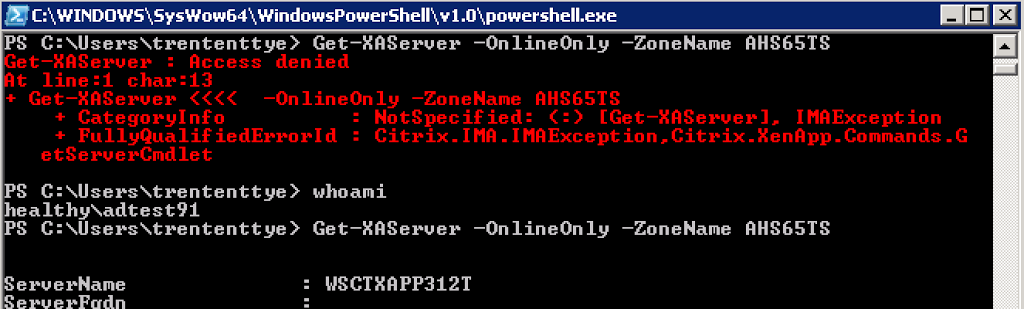 C:\WINDOWS\SysWow64\WindowsPowerShell\v1.0\powershell.exe
PS C:\Users\trententtye> Get-XAServer -OnlineOnly -ZoneName AHS65TS
Get-XAServer : Access denied
At line:1 char:13
+ Get-XAServer <<<<  -OnlineOnly -ZoneName AHS65TS
    + CategoryInfo          : NotSpecified: (:) [Get-XAServer], IMAException
    + FullyQualifiedErrorId : Citrix.IMA.IMAException,Citrix.XenApp.Commands.G
   etServerCmdlet
PS C:\Users\trententtye> whoami
healthy\adtest91
PS C:\Users\trententtye> Get-XAServer -OnlineOnly -ZoneName AHS65TS
ServerName              : WSCTXAPP312T
ServerFqdn              :